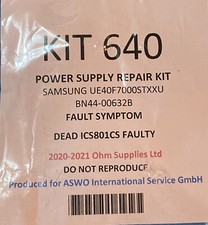 KIT 640
POWER SUPPLY REPAIR KIT
SAMSUNG UE40F7000STXXU
BN44-00632B
FAULT SYMPTOM
DEAD ICS801CS FAULTY
2020-2021 Ohm Supplies Ltd
DO NOT REPRODUCE
Produced for ASWO International Service GmbH